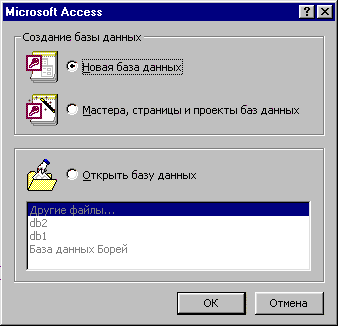 Microsoft Access
Создание базы данных
Новая база данных
Мастера, страницы и проекты баз данных
Открыть базу данных
Другие файлы...
db2
db1
База данных Борей
ОК
Отмена